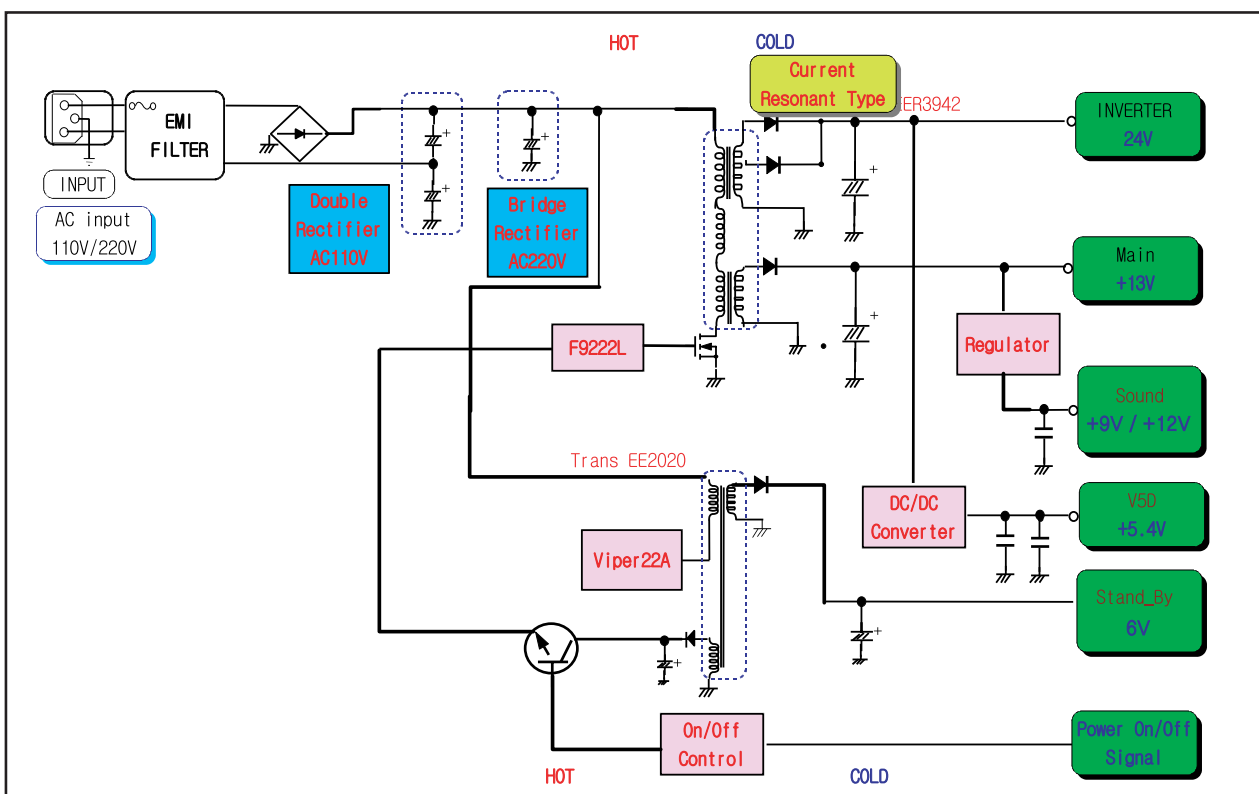 HOT
COLD
Current
Resonant Type
EER3942
EMI
FILTER
INPUT
AC input
110V/220V
Double
Rectifier
AC110V
Bridge
Rectifier
AC220V
INVERTER
24V
Main
+13V
F9222L
Regulator
Sound
+9V / +12V
Trans EE2020
DC/DC
Converter
V5D
+5.4V
Viper22A
Stand_By
6V
On/Off
Control
Power On/Off
Signal
HOT
COLD